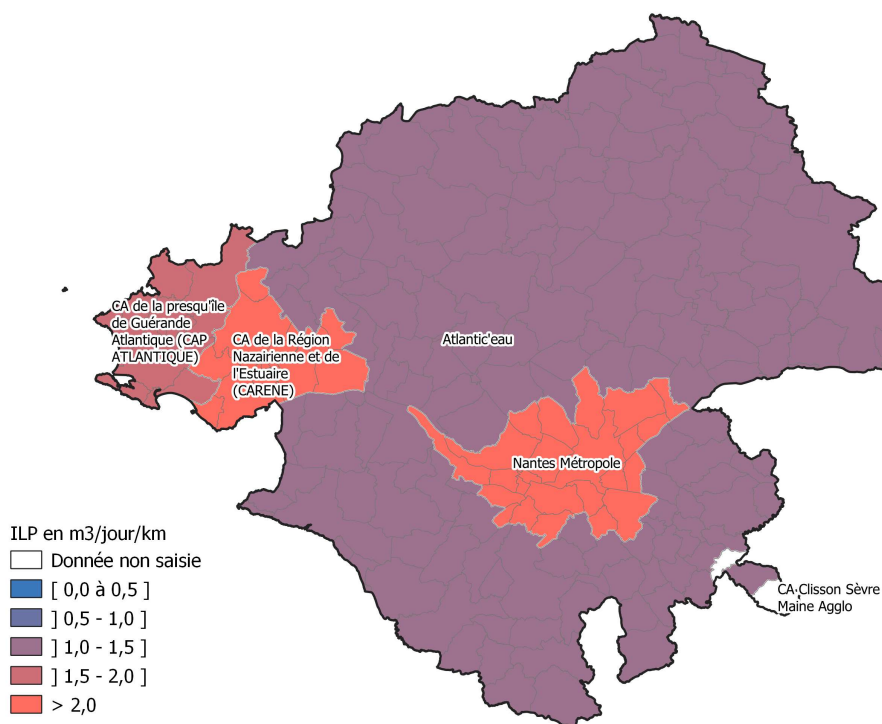 CA de la presqu'île
de Guérande
Atlantique (CAP
ATLANTIQUE)
CA de la Région
Nazairienne et de
l'Estuaire
(CARENE)
Atlantic'eau
Nantes Métropole
CA Clisson Sèvre
Maine Agglo
ILP en m3/jour/km
Donnée non saisie
[ 0,0 à 0,5 ]
] 0,5 - 1,0 ]
] 1,0 - 1,5 ]
] 1,5 - 2,0 ]
> 2,0